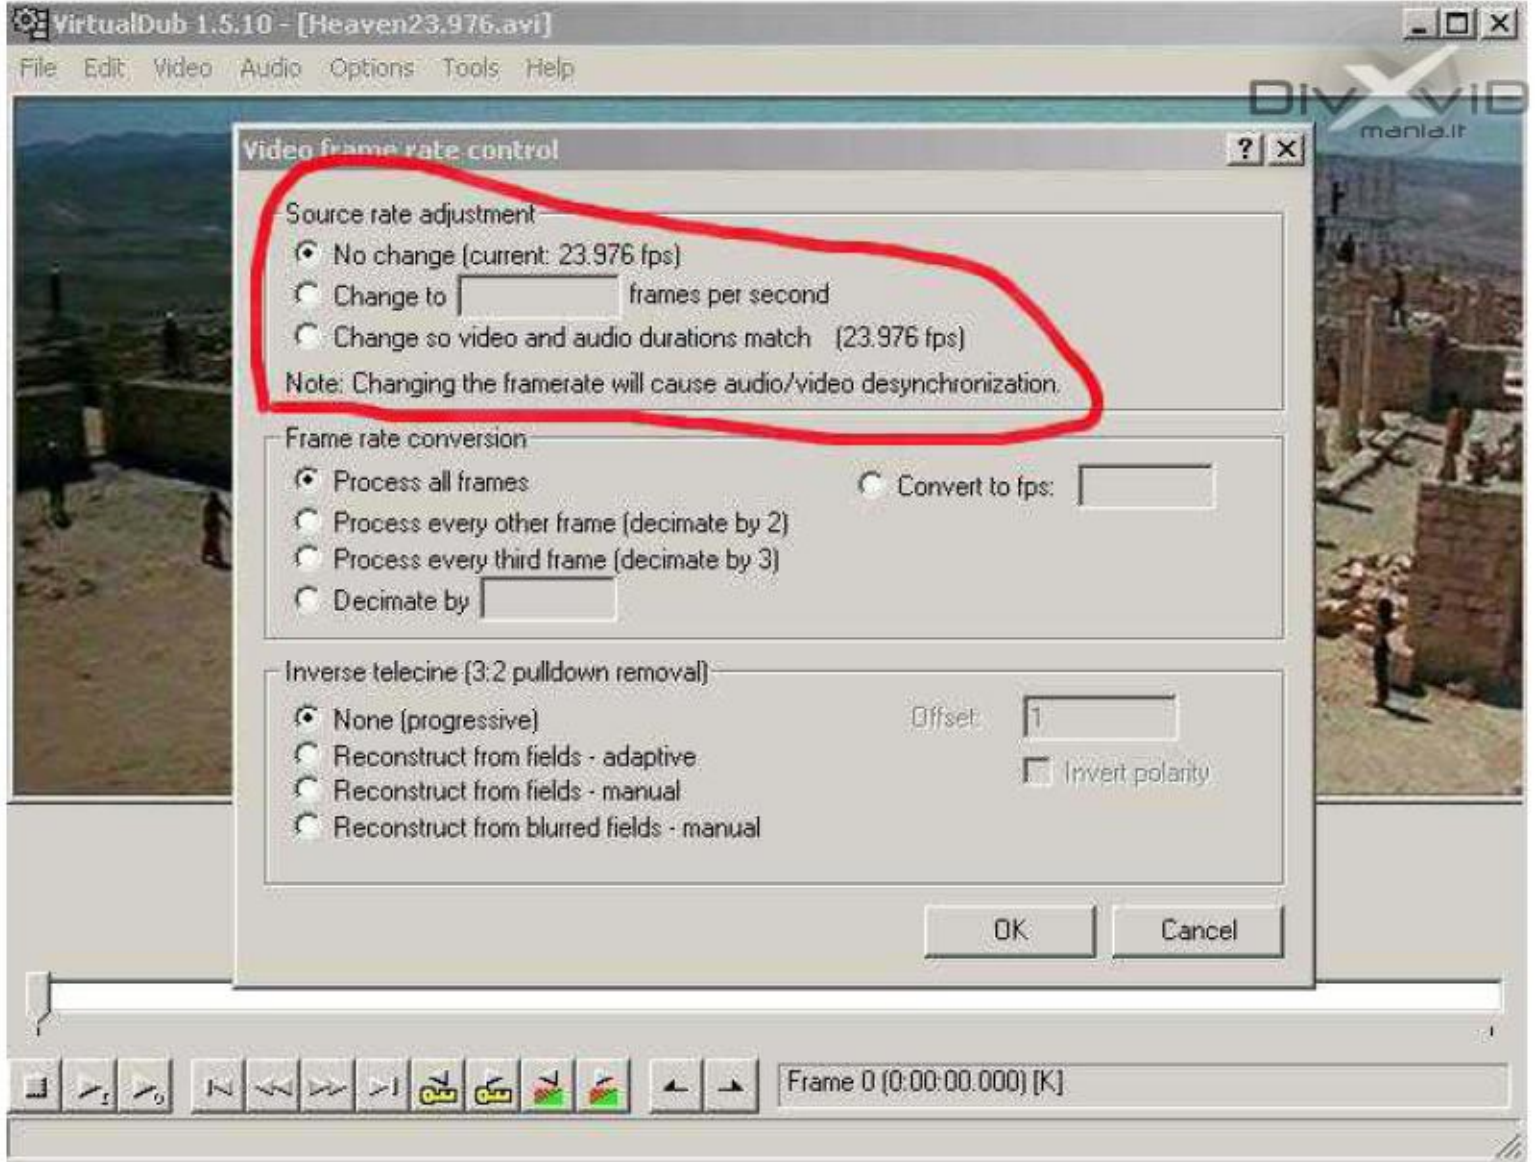 VirtualDub 1.5.10 - [Heaven23.976.avi]
File Edit Video Audio Options Tools Help
DivXviD
mania.it
Video frame rate control
Source rate adjustment
No change (current: 23.976 fps)
Change to frames per second
Change so video and audio durations match (23.976 fps)
Note: Changing the framerate will cause audio/video desynchronization.
Frame rate conversion
Process all frames
Convert to fps:
Process every other frame (decimate by 2)
Process every third frame (decimate by 3)
Decimate by
Inverse telecine (3:2 pulldown removal)
None (progressive)
Offset: 1
Reconstruct from fields - adaptive
Invert polarity
Reconstruct from fields - manual
Reconstruct from blurred fields - manual
OK Cancel
Frame 0 (0:00:00.000) [K]